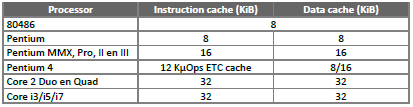 Processor Instruction cache (KiB) Data cache (KiB)
80486 8
Pentium 8 8
Pentium MMX, Pro, II en III 16 16
Pentium 4 12 KμOps ETC cache 8/16
Core 2 Duo en Quad 32 32
Core i3/i5/i7 32 32